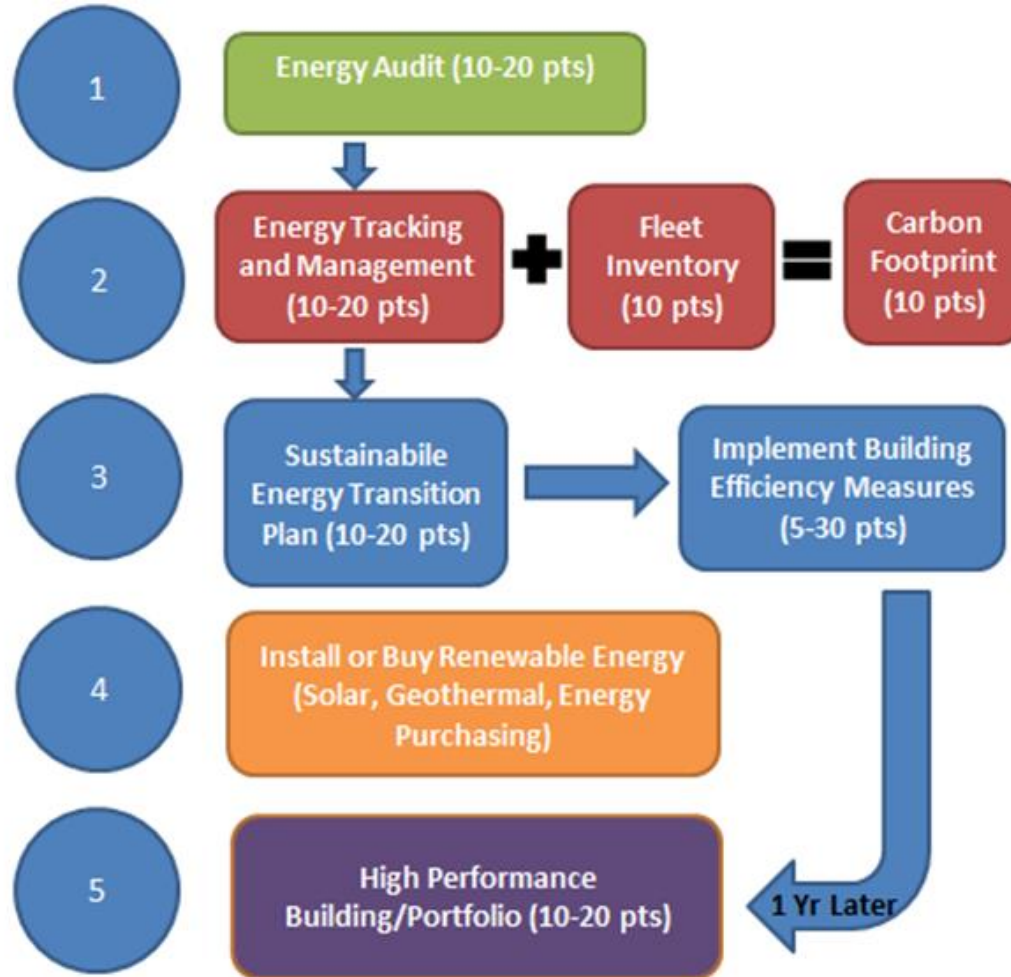 1
Energy Audit (10-20 pts)
2
Energy Tracking
and Management
(10-20 pts)
Fleet
Inventory
(10 pts)
Carbon
Footprint
(10 pts)
3
Sustainabile
Energy Transition
Plan (10-20 pts)
Implement Building
Efficiency Measures
(5-30 pts)
4
Install or Buy Renewable Energy
(Solar, Geothermal, Energy
Purchasing)
5
High Performance
Building/Portfolio (10-20 pts)
1 Yr Later